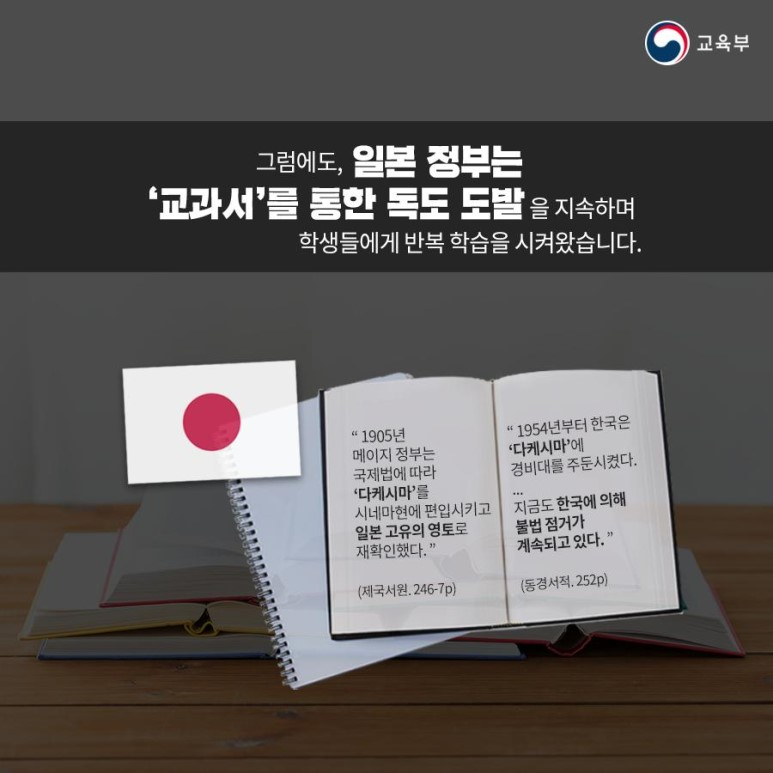 교육부
그럼에도, 일본 정부는
‘교과서’를 통한 독도 도발을 지속하며
학생들에게 반복 학습을 시켜왔습니다.
“ 1905년
메이지 정부는
국제법에 따라
‘다케시마’를
시네마현에 편입시키고
일본 고유의 영토로
재확인했다. ”
(제국서원. 246-7p)
“ 1954년부터 한국은
‘다케시마’에
경비대를 주둔시켰다.
...
지금도 한국에 의해
불법 점거가
계속되고 있다. ”
(동경서적. 252p)